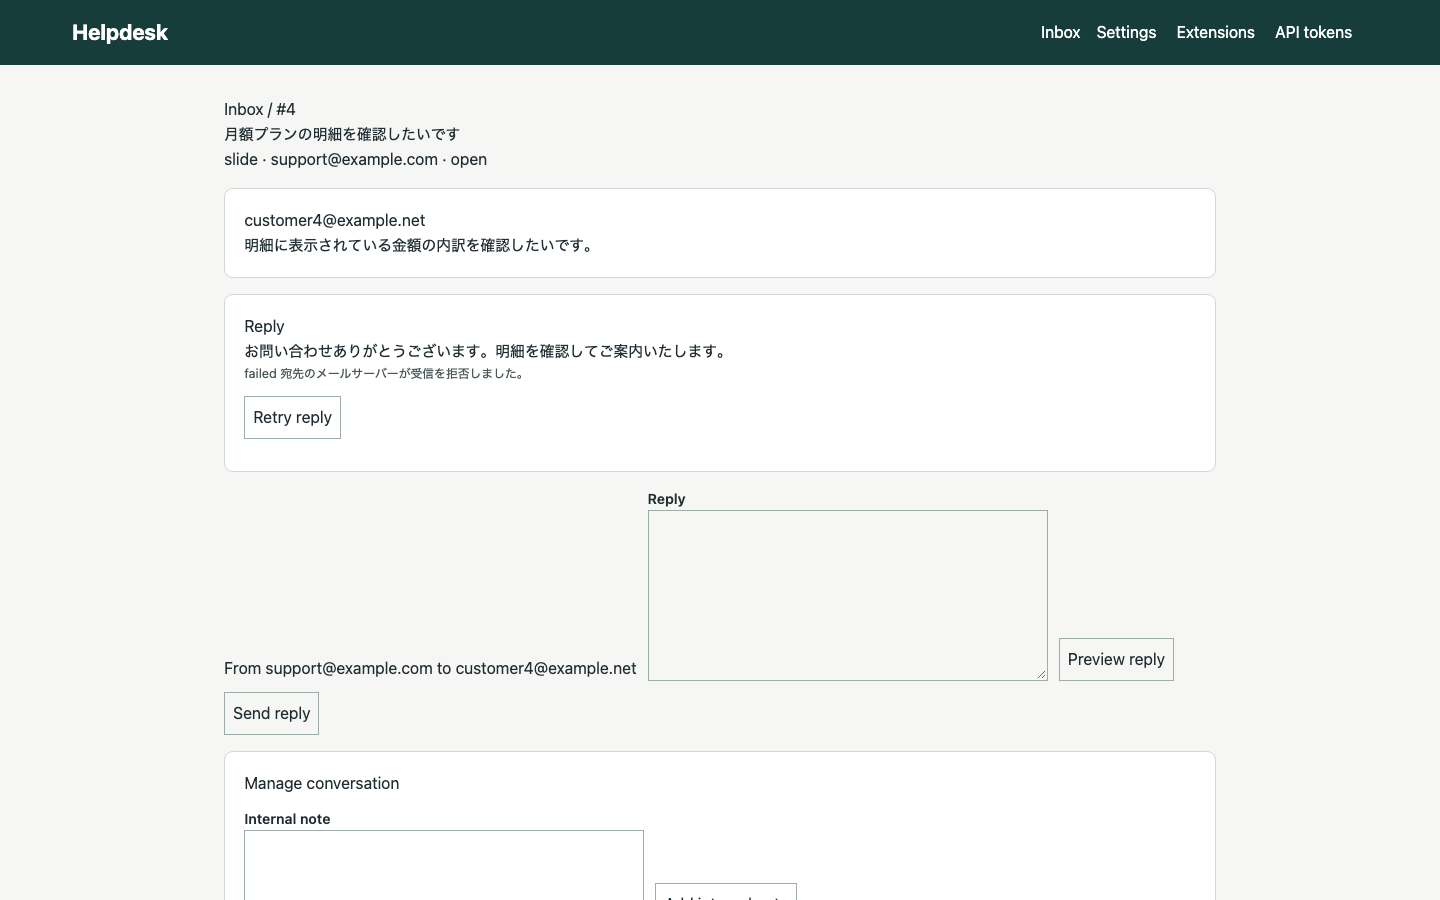 Helpdesk
Inbox Settings Extensions API tokens
Inbox / #4
月額プランの明細を確認したいです
slide · support@example.com · open
customer4@example.net
明細に表示されている金額の内訳を確認したいです。
Reply
お問い合わせありがとうございます。明細を確認してご案内いたします。
failed 宛先のメールサーバーが受信を拒否しました。
Retry reply
Reply
From support@example.com to customer4@example.net
Preview reply
Send reply
Manage conversation
Internal note